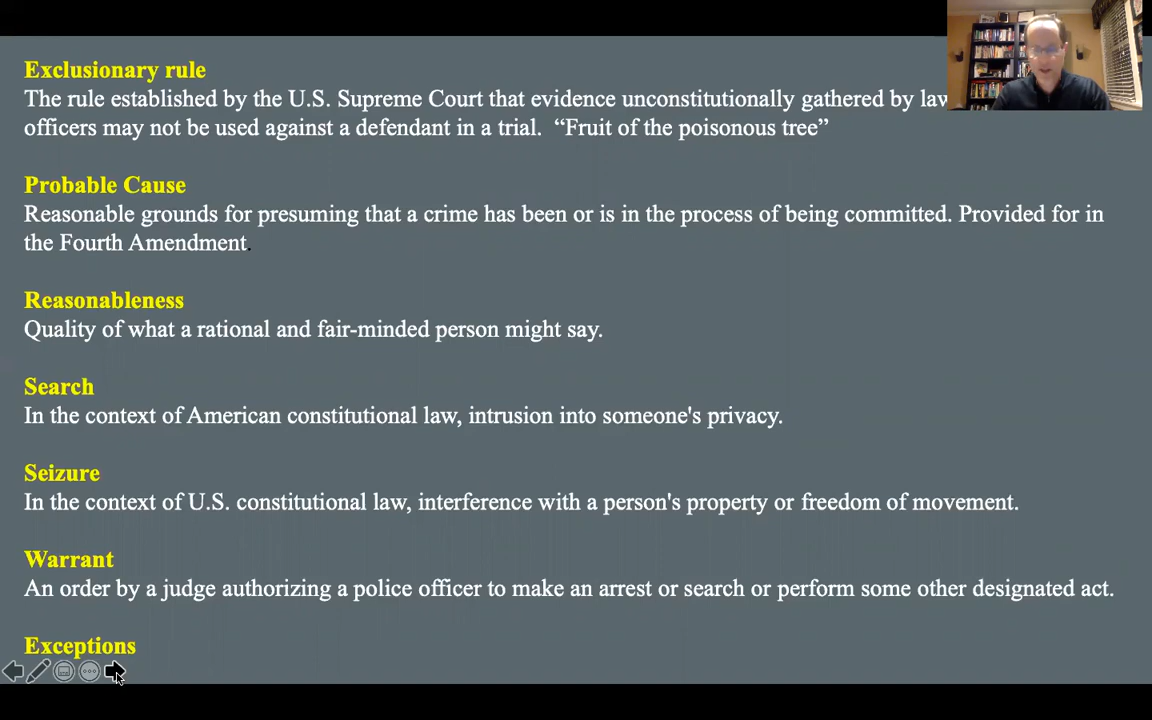 Exclusionary rule
The rule established by the U.S. Supreme Court that evidence unconstitutionally gathered by law
officers may not be used against a defendant in a trial.  “Fruit of the poisonous tree”
Probable Cause
Reasonable grounds for presuming that a crime has been or is in the process of being committed. Provided for in
the Fourth Amendment.
Reasonableness
Quality of what a rational and fair-minded person might say.
Search
In the context of American constitutional law, intrusion into someone's privacy.
Seizure
In the context of U.S. constitutional law, interference with a person's property or freedom of movement.
Warrant
An order by a judge authorizing a police officer to make an arrest or search or perform some other designated act.
Exceptions